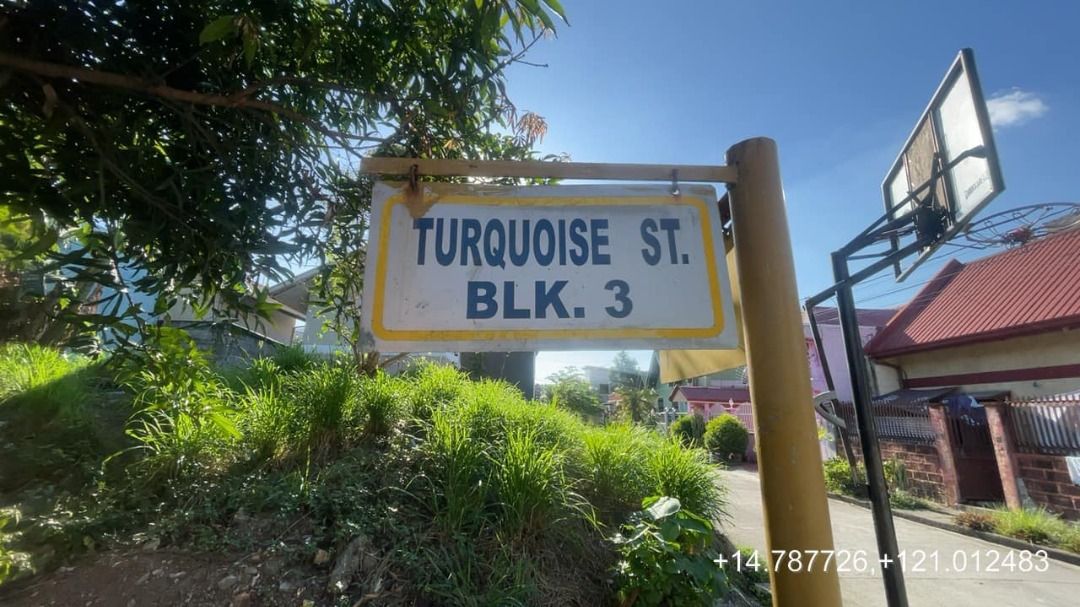 TURQUOISE ST.
BLK. 3
+14.787726,+121.012483